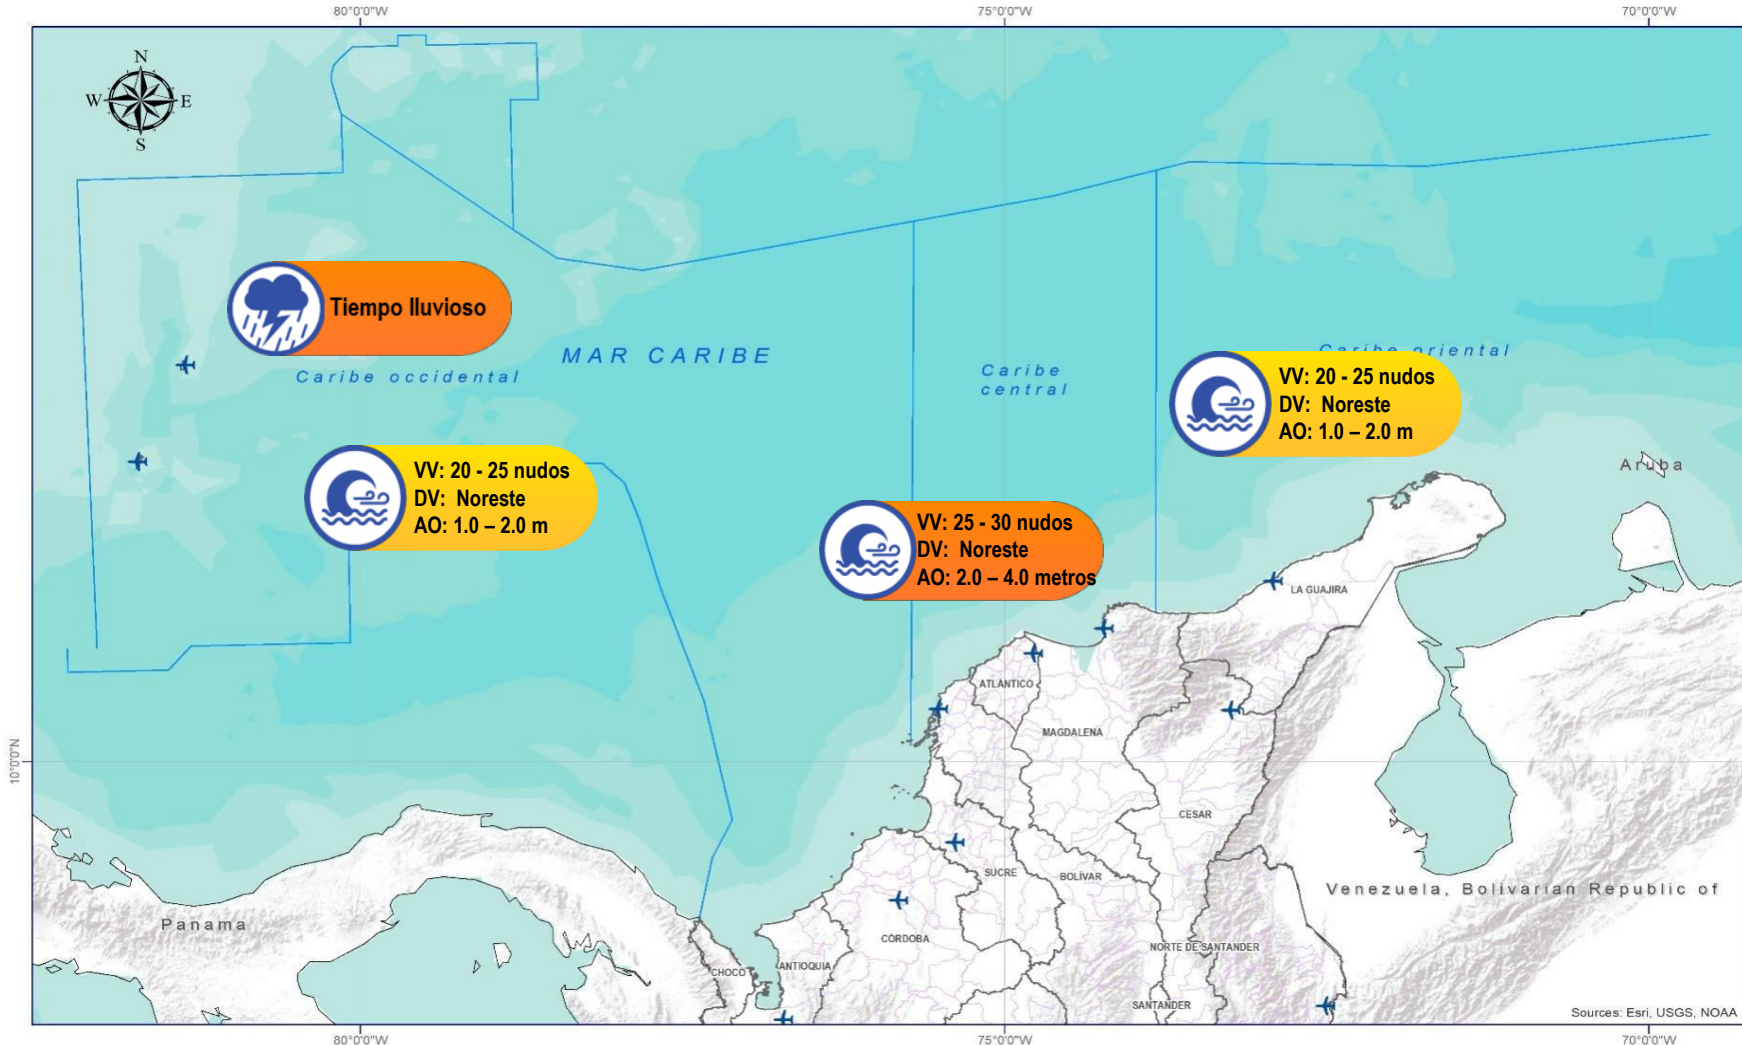 80°0'0"W
75°0'0"W
70°0'0"W
N
W
E
S
Tiempo lluvioso
MAR CARIBE
Caribe occidental
Caribe
central
Caribe oriental
VV: 20 - 25 nudos
DV: Noreste
AO: 1.0 – 2.0 m
VV: 20 - 25 nudos
DV: Noreste
AO: 1.0 – 2.0 m
VV: 25 - 30 nudos
DV: Noreste
AO: 2.0 – 4.0 metros
Aruba
LA GUAJIRA
ATLÁNTICO
MAGDALENA
10°0'0"N
CESAR
SUCRE
BOLÍVAR
Venezuela, Bolivarian Republic of
Panama
CÓRDOBA
NORTE DE SANTANDER
CHOCÓ
ANTIOQUIA
SANTANDER
Sources: Esri, USGS, NOAA
80°0'0"W
75°0'0"W
70°0'0"W